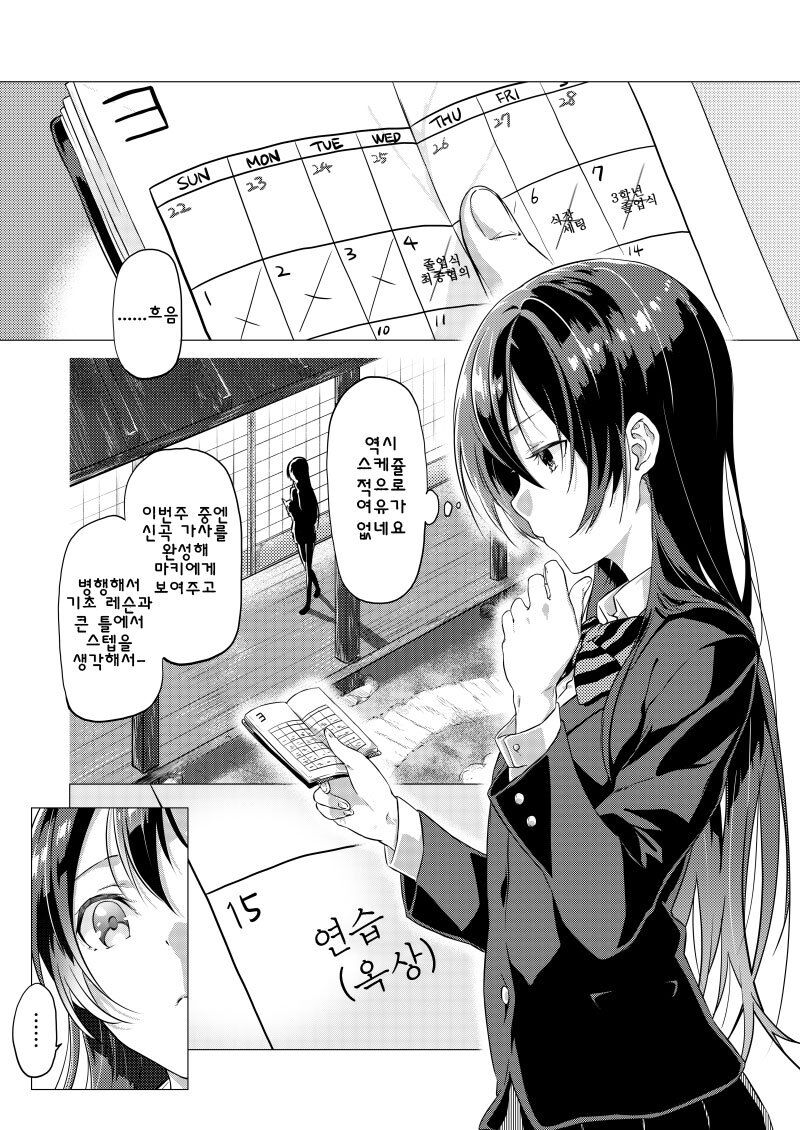 3
SUN MON TUE WED THU FRI
22 23 24 25 26 27 28
1 2 3 4 6 7
졸업식
최종협의
식장
세팅
3학년
졸업식
10 11 14
……흐음
역시
스케쥴로
적으니
여유가
없네요
이번주 중엔
신곡 가사를
완성해
마키에게
보여주고
병행해서
기초 레슨과
큰 틀에서
스텝을
생각해서-
3
15
연습
(옥상)
……